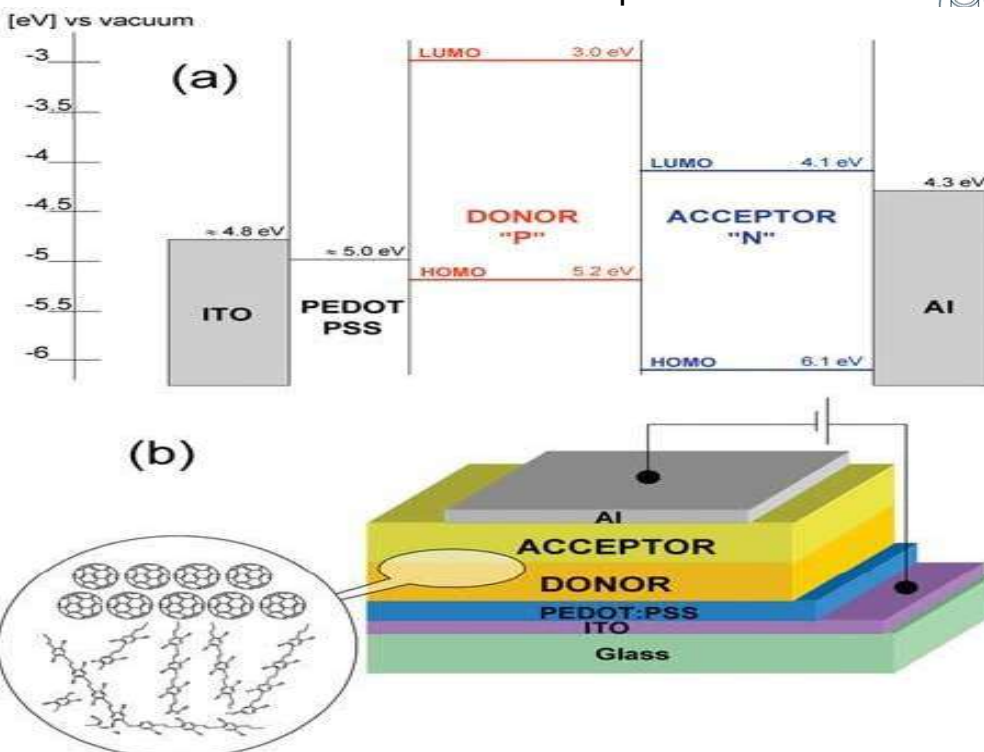 [eV] vs vacuum
-3
-3.5
-4
-4.5
-5
-5.5
-6
(a)
LUMO 3.0 eV
LUMO 4.1 eV
4.3 eV
DONOR
"P"
ACCEPTOR
"N"
≈ 4.8 eV
≈ 5.0 eV
HOMO 5.2 eV
ITO
PEDOT
PSS
Al
HOMO 6.1 eV
(b)
Al
ACCEPTOR
DONOR
PEDOT:PSS
ITO
Glass